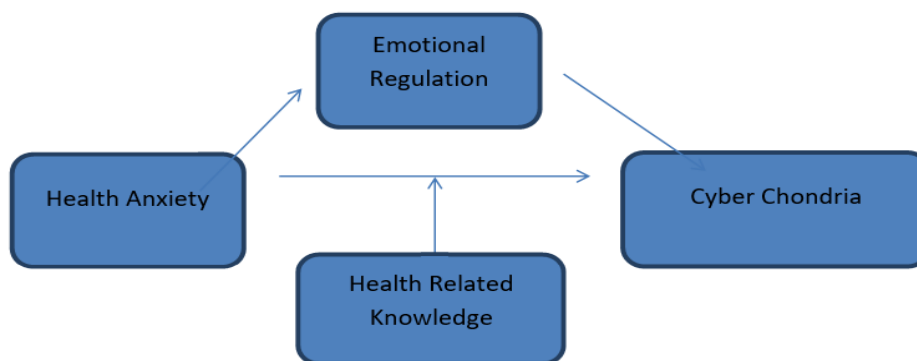 Emotional
Regulation
Health Anxiety
Cyber Chondria
Health Related
Knowledge